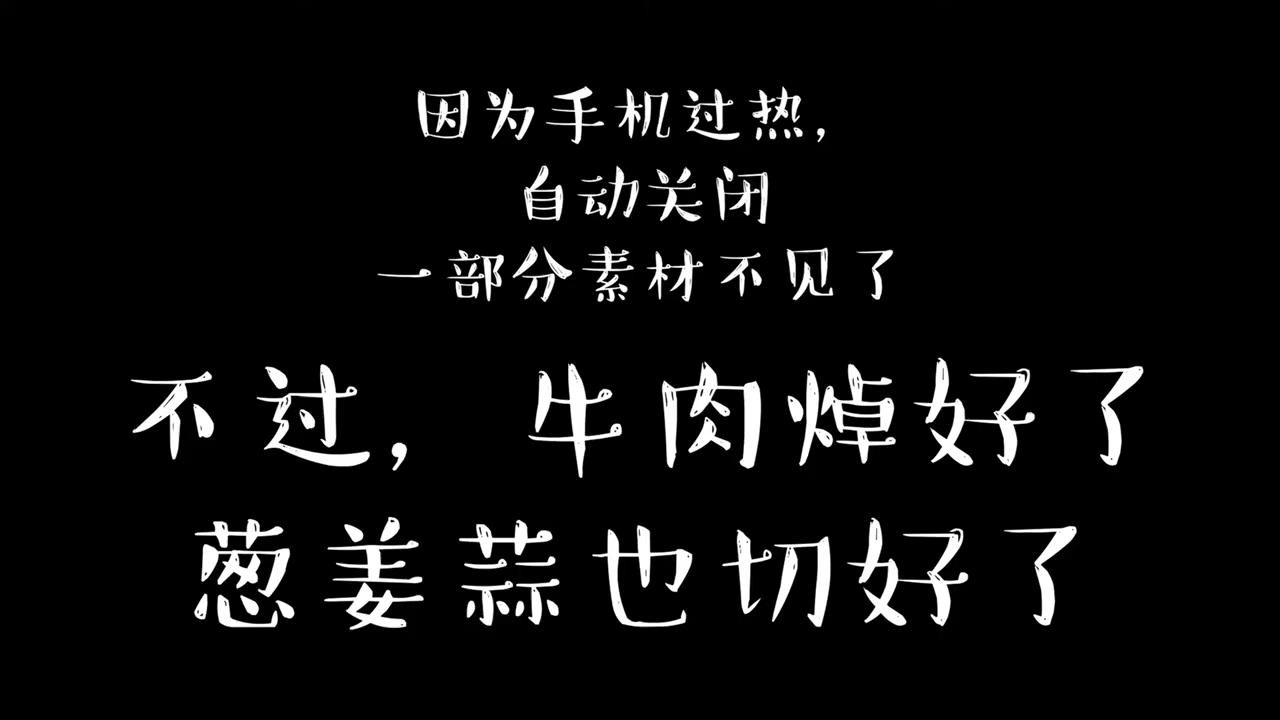 因为手机过热,
自动关闭
一部分素材不见了
不过, 牛肉焯好了
葱姜蒜也切好了